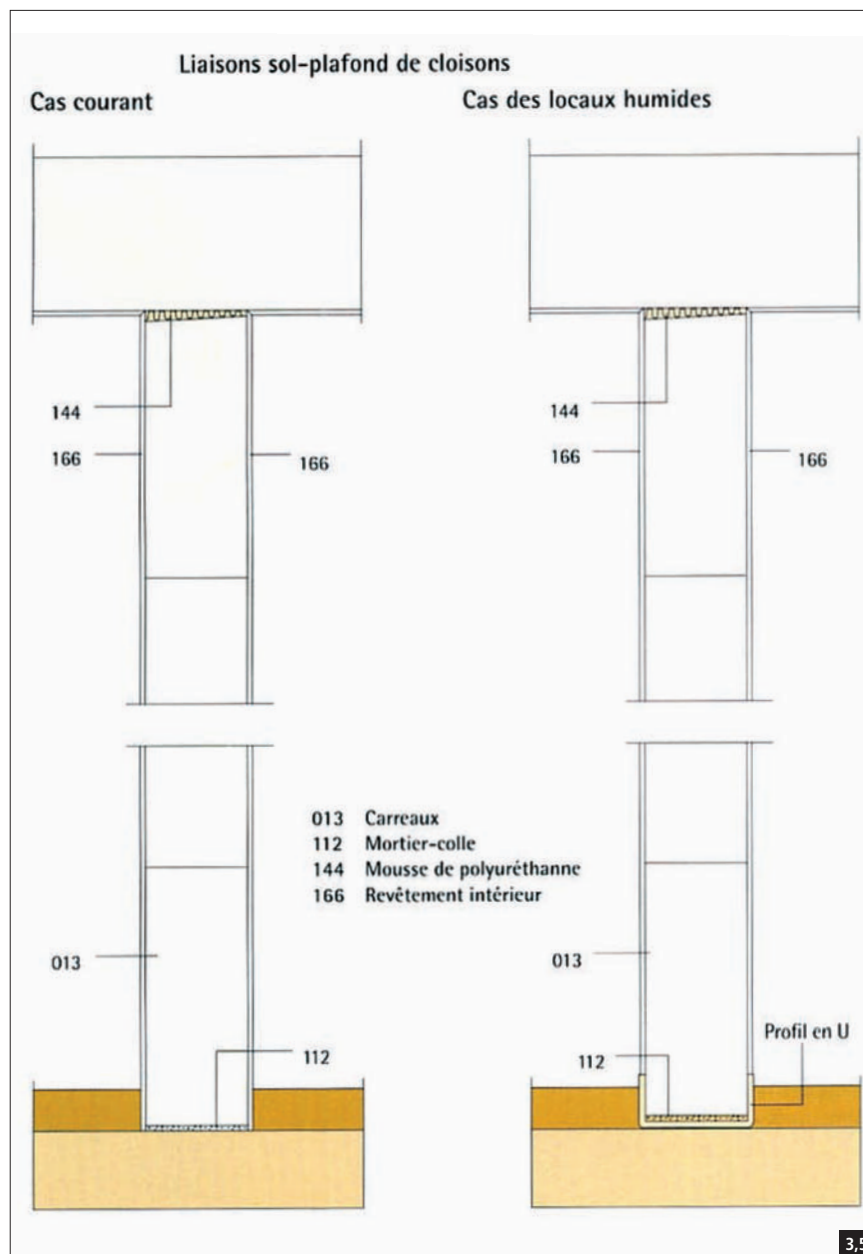 Liaisons sol-plafond de cloisons
Cas courant
Cas des locaux humides
144
166
166
144
166
166
013 Carreaux
112 Mortier-colle
144 Mousse de polyuréthanne
166 Revêtement intérieur
013
112
013
Profil en U
112